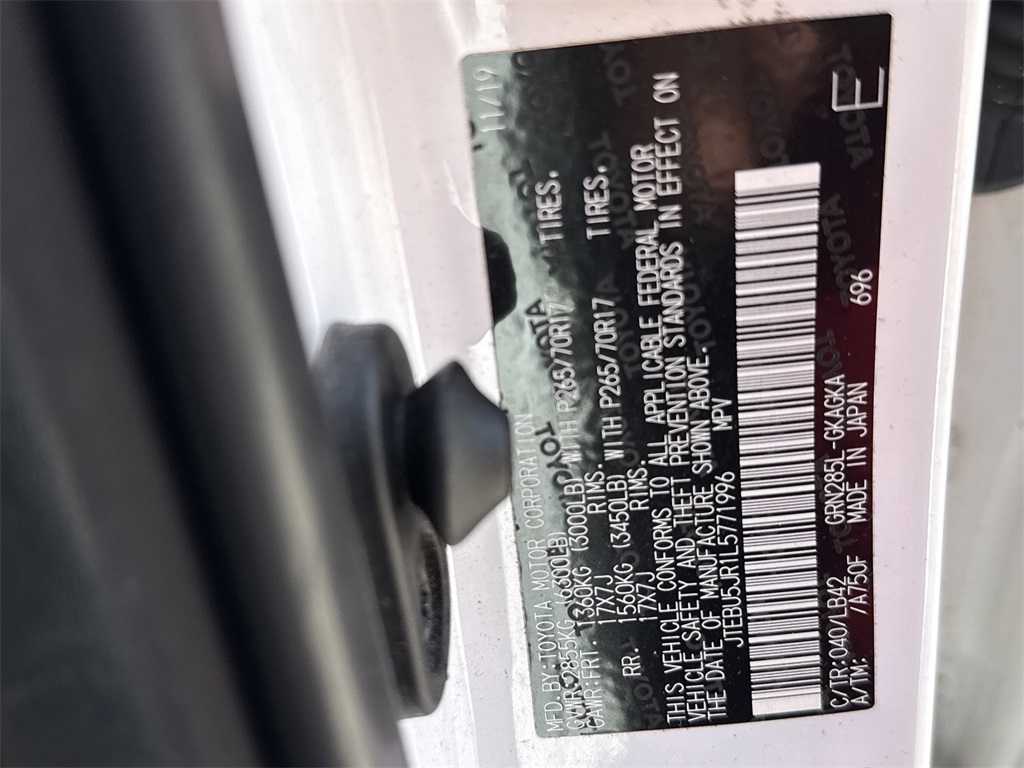 MFD. BY: TOYOTA MOTOR CORPORATION 11/19
GVWR 2855KG (6300LB)
GAWR: FRT. 1360KG (3000LB) WITH P265/70R17 TIRES.
17X7J RIMS.
RR. 1560KG (3450LB) WITH P265/70R17 TIRES.
17X7J RIMS.
THIS VEHICLE CONFORMS TO ALL APPLICABLE FEDERAL MOTOR
VEHICLE SAFETY AND THEFT PREVENTION STANDARDS IN EFFECT ON
THE DATE OF MANUFACTURE SHOWN ABOVE.
JTEBU5JR1L5771996 MPV
C/TR: 040/LB42 GRN285L-GKAGKA 696
A/TM: /A750F MADE IN JAPAN E